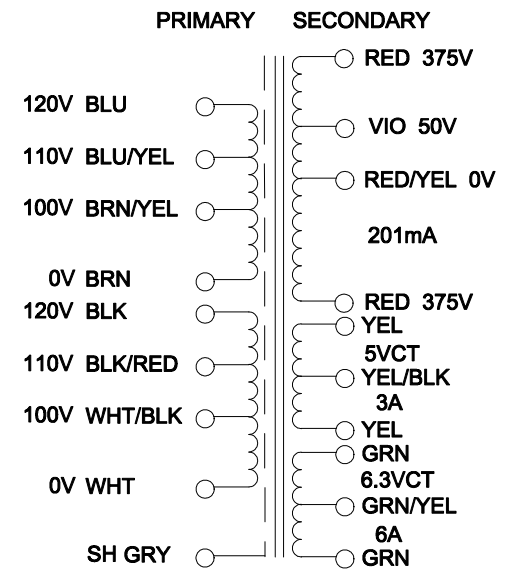 PRIMARY SECONDARY
RED 375V
120V BLU
VIO 50V
110V BLU/YEL
RED/YEL 0V
100V BRN/YEL
201mA
0V BRN
RED 375V
120V BLK
YEL
5VCT
110V BLK/RED
YEL/BLK
3A
100V WHT/BLK
YEL
GRN
6.3VCT
0V WHT
GRN/YEL
6A
SH GRY
GRN